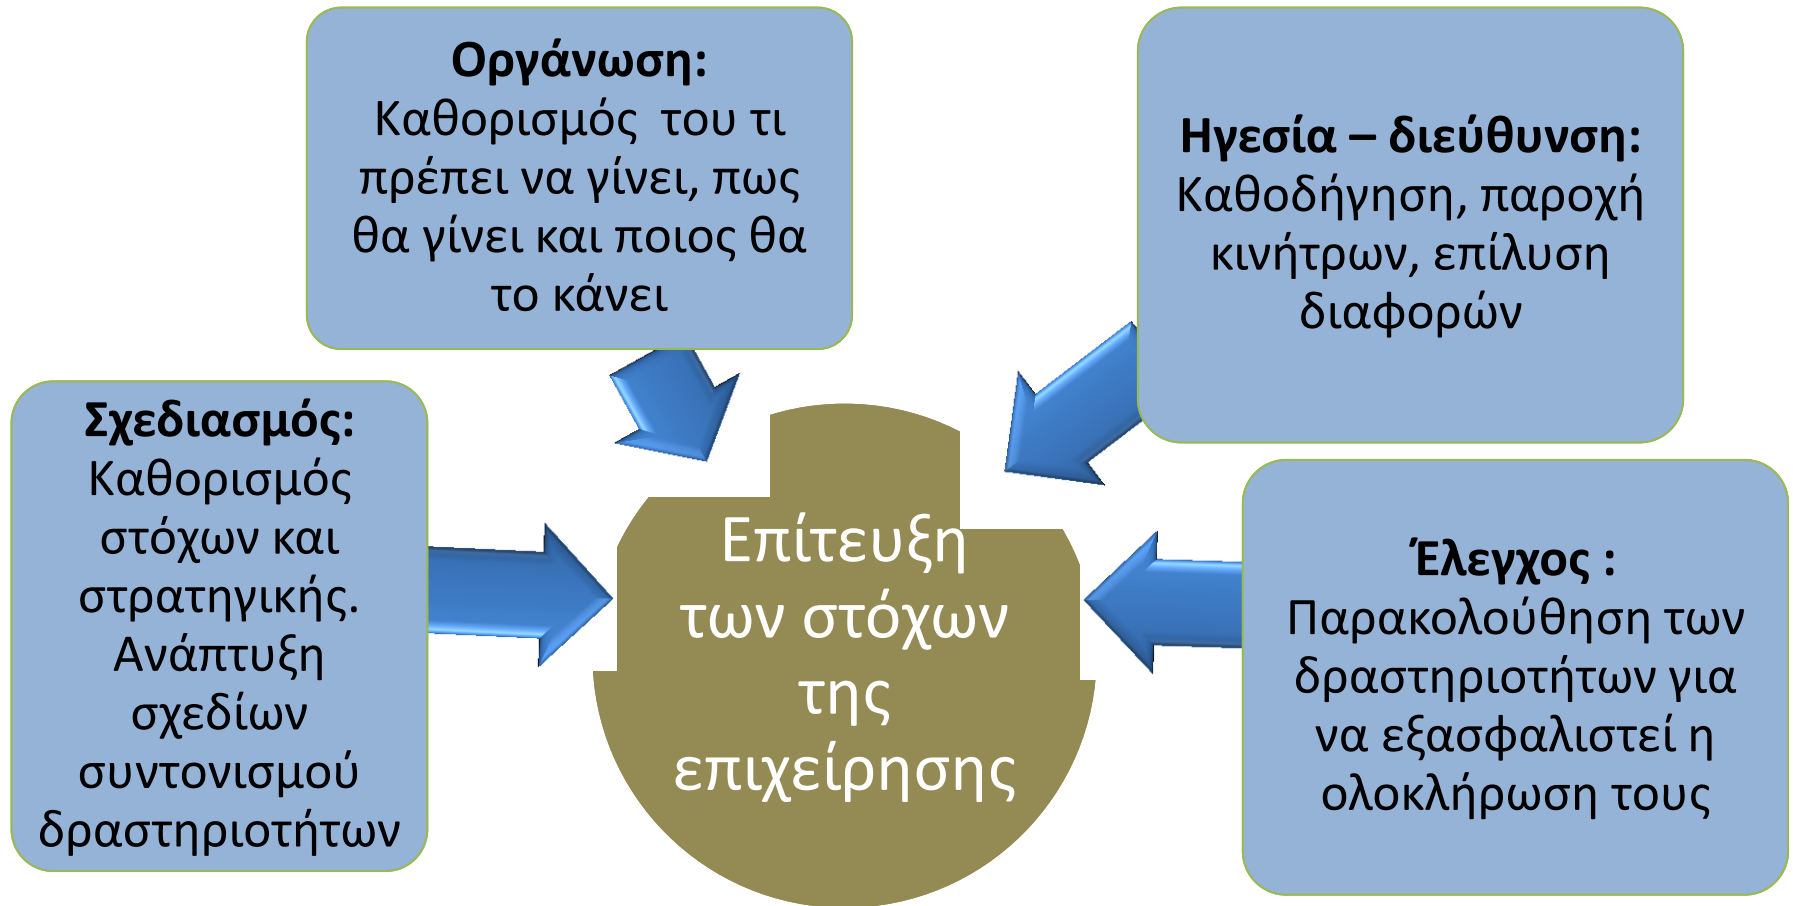 Οργάνωση:
Καθορισμός  του τι
πρέπει να γίνει, πως
θα γίνει και ποιος θα
το κάνει
Ηγεσία – διεύθυνση:
Καθοδήγηση, παροχή
κινήτρων, επίλυση
διαφορών
Σχεδιασμός:
Καθορισμός
στόχων και
στρατηγικής.
Ανάπτυξη
σχεδίων
συντονισμού
δραστηριοτήτων
Επίτευξη
των στόχων
της
επιχείρησης
Έλεγχος :
Παρακολούθηση των
δραστηριοτήτων για
να εξασφαλιστεί η
ολοκλήρωση τους